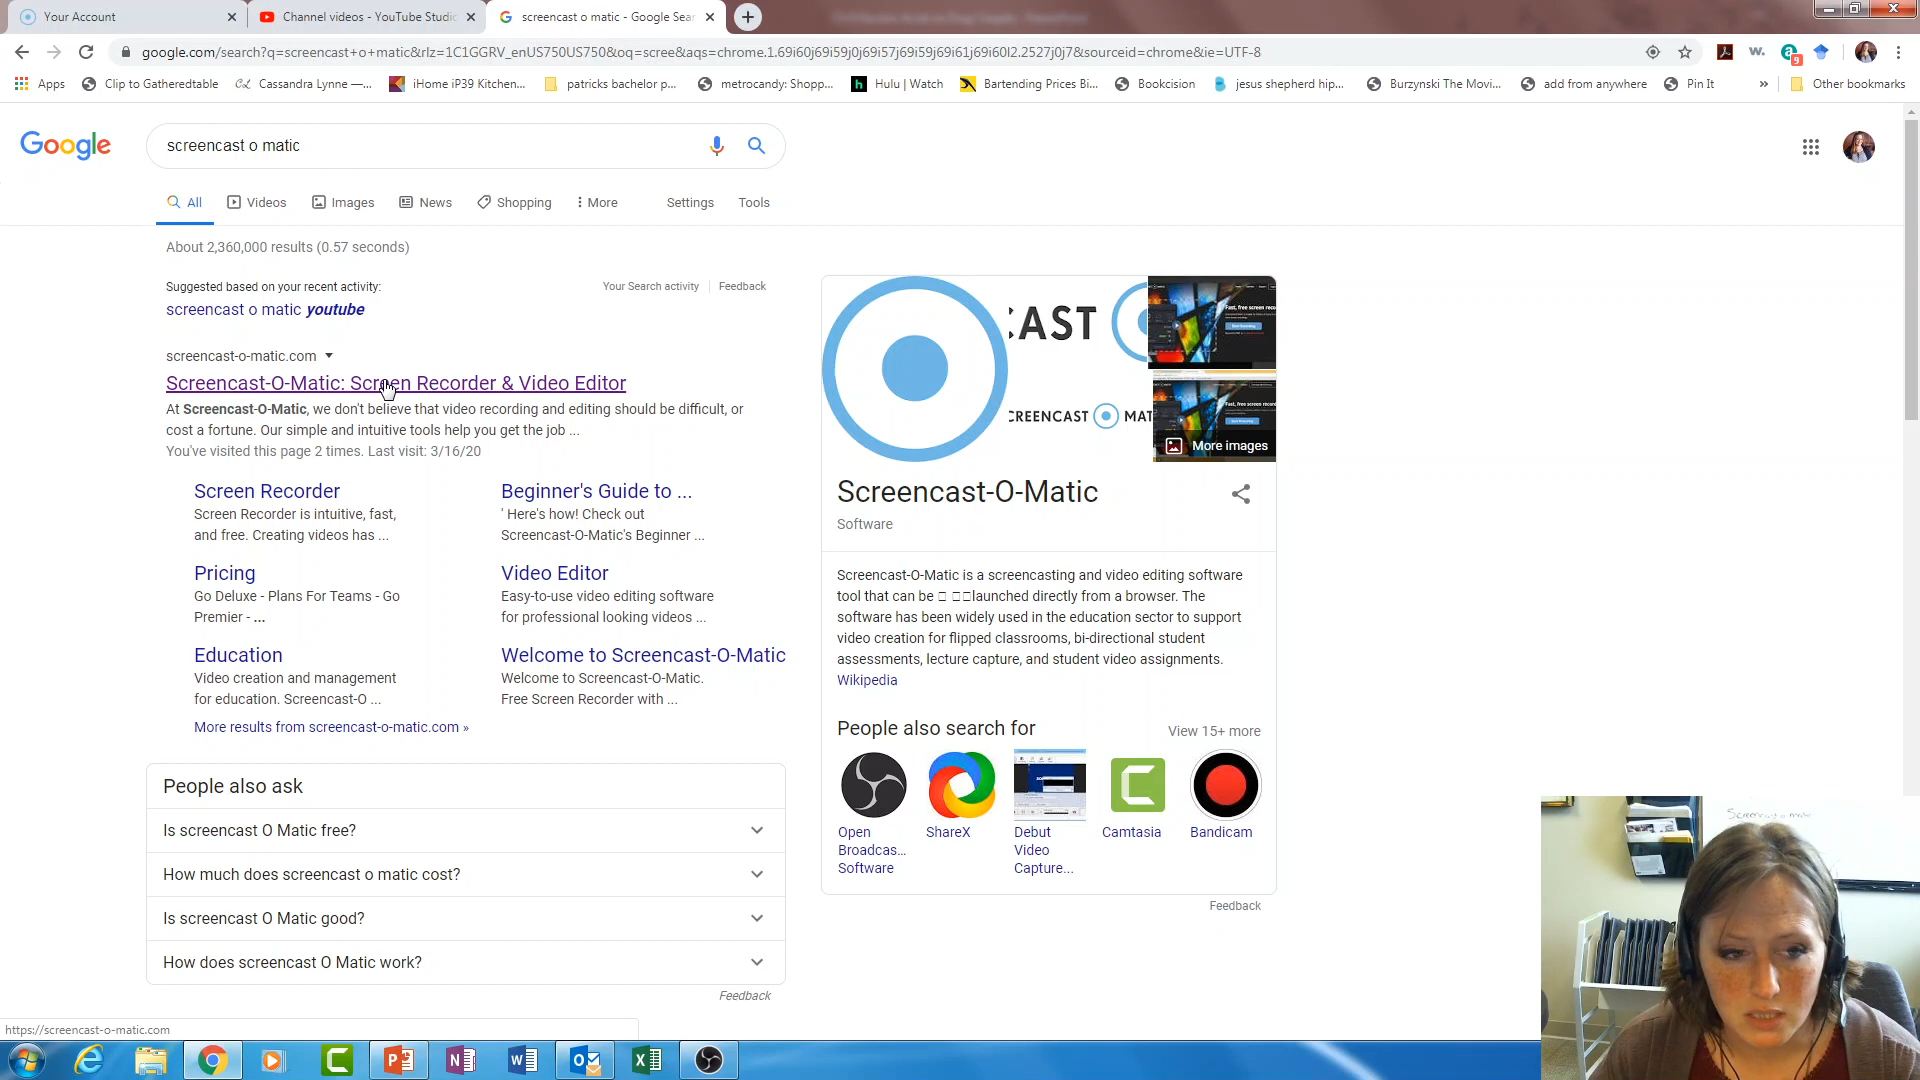 Your Account
Channel videos - YouTube Studio
screencast o matic - Google Sear
google.com/search?q=screencast+o+matic&rlz=1C1GGRV_enUS750US750&oq=scree&aqs=chrome.1.69i60j69i59j0j69i57j69i59j69i61j69i60l2.2527j0j7&sourceid=chrome&ie=UTF-8
w.
a
9
Apps
Clip to Gatheredtable
Cassandra Lynne —...
iHome iP39 Kitchen...
patricks bachelor p...
metrocandy: Shopp...
Hulu | Watch
Bartending Prices Bi...
Bookcision
jesus shepherd hip...
Burzynski The Movi...
add from anywhere
Pin It
»
Other bookmarks
Google
screencast o matic
All
Videos
Images
News
Shopping
More
Settings
Tools
About 2,360,000 results (0.57 seconds)
Suggested based on your recent activity:
Your Search activity
Feedback
screencast o matic youtube
screencast-o-matic.com
Screencast-O-Matic: Screen Recorder & Video Editor
At Screencast-O-Matic, we don't believe that video recording and editing should be difficult, or
cost a fortune. Our simple and intuitive tools help you get the job ...
You've visited this page 2 times. Last visit: 3/16/20
Screen Recorder
Screen Recorder is intuitive, fast,
and free. Creating videos has ...
Beginner's Guide to ...
' Here's how! Check out
Screencast-O-Matic's Beginner ...
Pricing
Go Deluxe - Plans For Teams - Go
Premier - ...
Video Editor
Easy-to-use video editing software
for professional looking videos ...
Education
Video creation and management
for education. Screencast-O ...
Welcome to Screencast-O-Matic
Welcome to Screencast-O-Matic.
Free Screen Recorder with ...
More results from screencast-o-matic.com »
People also ask
Is screencast O Matic free?
How much does screencast o matic cost?
Is screencast O Matic good?
How does screencast O Matic work?
Feedback
CAST
CREENCAST MAT
More images
Screencast-O-Matic
Software
Screencast-O-Matic is a screencasting and video editing software
tool that can be □ □□launched directly from a browser. The
software has been widely used in the education sector to support
video creation for flipped classrooms, bi-directional student
assessments, lecture capture, and student video assignments.
Wikipedia
People also search for
View 15+ more
Open
Broadcas...
Software
ShareX
Debut
Video
Capture...
Camtasia
Bandicam
Feedback
https://screencast-o-matic.com